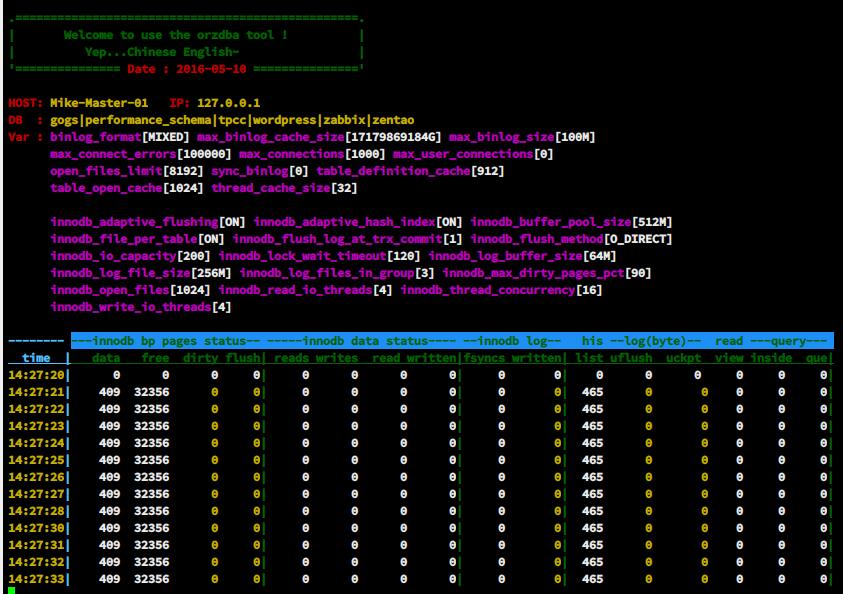 .=================================================.
|       Welcome to use the orzdba tool !          |
|          Yep...Chinese English~                 |
'=============== Date : 2016-05-10 ==============='
HOST: Mike-Master-01   IP: 127.0.0.1
DB  : gogs|performance_schema|tpcc|wordpress|zabbix|zentao
Var : binlog_format[MIXED] max_binlog_cache_size[17179869184G] max_binlog_size[100M]
      max_connect_errors[100000] max_connections[1000] max_user_connections[0]
      open_files_limit[8192] sync_binlog[0] table_definition_cache[912]
      table_open_cache[1024] thread_cache_size[32]
      innodb_adaptive_flushing[ON] innodb_adaptive_hash_index[ON] innodb_buffer_pool_size[512M]
      innodb_file_per_table[ON] innodb_flush_log_at_trx_commit[1] innodb_flush_method[O_DIRECT]
      innodb_io_capacity[200] innodb_lock_wait_timeout[120] innodb_log_buffer_size[64M]
      innodb_log_file_size[256M] innodb_log_files_in_group[3] innodb_max_dirty_pages_pct[90]
      innodb_open_files[1024] innodb_read_io_threads[4] innodb_thread_concurrency[16]
      innodb_write_io_threads[4]
-------- ---innodb bp pages status-- -----innodb data status---- --innodb log--   his --log(byte)--  read ---query---
  time  |   data   free  dirty flush| reads writes  read written|fsyncs written| list uflush  uckpt  view inside  que|
14:27:20|      0      0      0     0|     0      0      0       0|     0       0|    0      0      0     0     0     0|
14:27:21|    409  32356      0     0|     0      0      0       0|     0       0|  465      0      0     0     0     0|
14:27:22|    409  32356      0     0|     0      0      0       0|     0       0|  465      0      0     0     0     0|
14:27:23|    409  32356      0     0|     0      0      0       0|     0       0|  465      0      0     0     0     0|
14:27:24|    409  32356      0     0|     0      0      0       0|     0       0|  465      0      0     0     0     0|
14:27:25|    409  32356      0     0|     0      0      0       0|     0       0|  465      0      0     0     0     0|
14:27:26|    409  32356      0     0|     0      0      0       0|     0       0|  465      0      0     0     0     0|
14:27:27|    409  32356      0     0|     0      0      0       0|     0       0|  465      0      0     0     0     0|
14:27:28|    409  32356      0     0|     0      0      0       0|     0       0|  465      0      0     0     0     0|
14:27:30|    409  32356      0     0|     0      0      0       0|     0       0|  465      0      0     0     0     0|
14:27:31|    409  32356      0     0|     0      0      0       0|     0       0|  465      0      0     0     0     0|
14:27:32|    409  32356      0     0|     0      0      0       0|     0       0|  465      0      0     0     0     0|
14:27:33|    409  32356      0     0|     0      0      0       0|     0       0|  465      0      0     0     0     0|